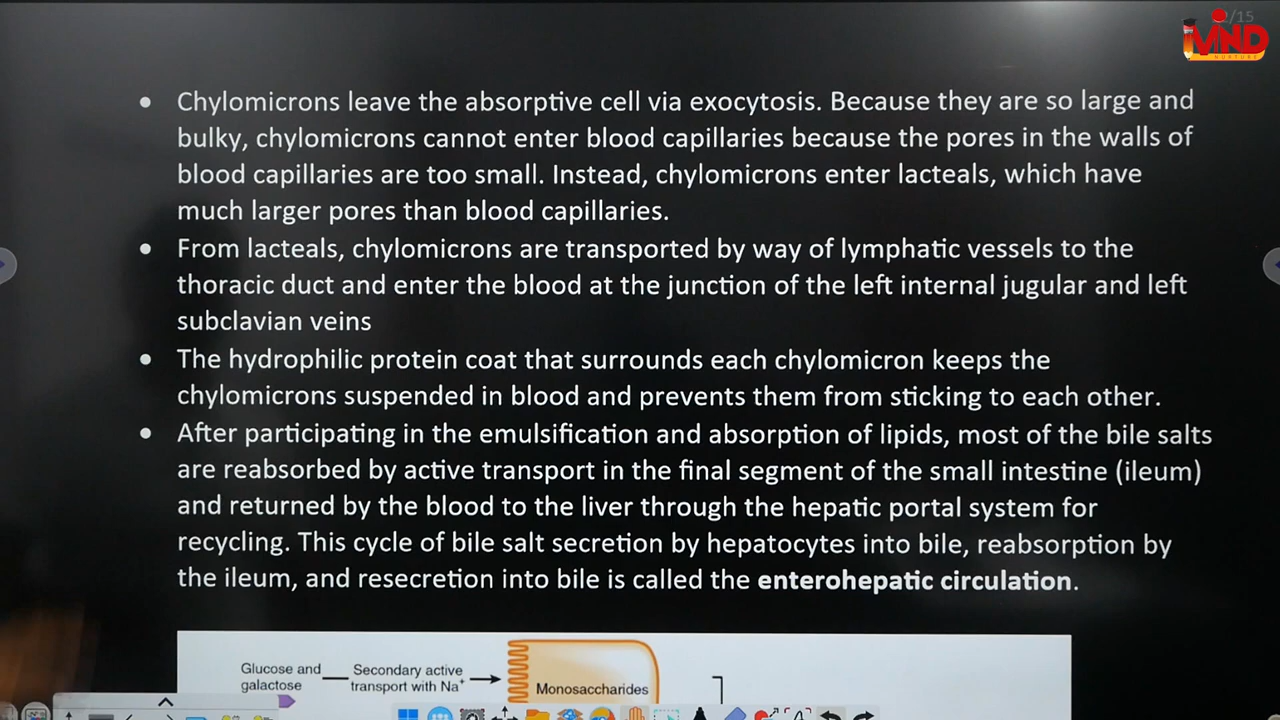 /15
MND
NURTURE
• Chylomicrons leave the absorptive cell via exocytosis. Because they are so large and
bulky, chylomicrons cannot enter blood capillaries because the pores in the walls of
blood capillaries are too small. Instead, chylomicrons enter lacteals, which have
much larger pores than blood capillaries.
• From lacteals, chylomicrons are transported by way of lymphatic vessels to the
thoracic duct and enter the blood at the junction of the left internal jugular and left
subclavian veins
• The hydrophilic protein coat that surrounds each chylomicron keeps the
chylomicrons suspended in blood and prevents them from sticking to each other.
• After participating in the emulsification and absorption of lipids, most of the bile salts
are reabsorbed by active transport in the final segment of the small intestine (ileum)
and returned by the blood to the liver through the hepatic portal system for
recycling. This cycle of bile salt secretion by hepatocytes into bile, reabsorption by
the ileum, and resecretion into bile is called the enterohepatic circulation.
Glucose and
galactose
Secondary active
transport with Na⁺
Monosaccharides